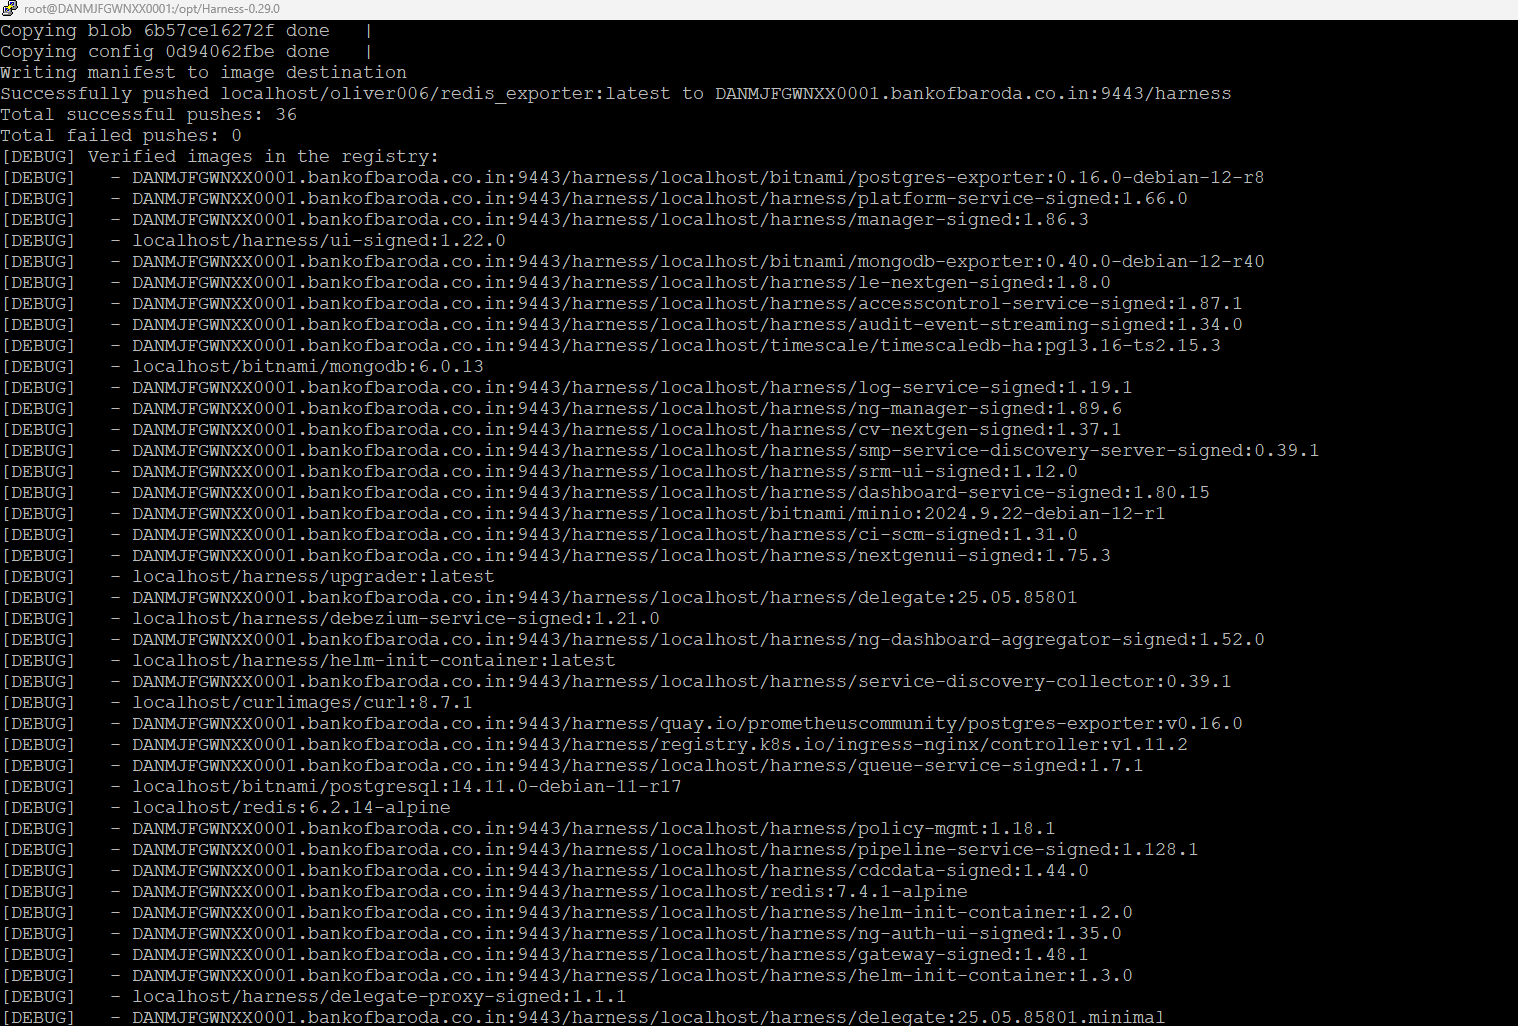 root@DANMJFGWNXX0001:/opt/Harness-0.29.0
Copying blob 6b57ce16272f done   |
Copying config 0d94062fbe done   |
Writing manifest to image destination
Successfully pushed localhost/oliver006/redis_exporter:latest to DANMJFGWNXX0001.bankofbaroda.co.in:9443/harness
Total successful pushes: 36
Total failed pushes: 0
[DEBUG] Verified images in the registry:
[DEBUG]   - DANMJFGWNXX0001.bankofbaroda.co.in:9443/harness/localhost/bitnami/postgres-exporter:0.16.0-debian-12-r8
[DEBUG]   - DANMJFGWNXX0001.bankofbaroda.co.in:9443/harness/localhost/harness/platform-service-signed:1.66.0
[DEBUG]   - DANMJFGWNXX0001.bankofbaroda.co.in:9443/harness/localhost/harness/manager-signed:1.86.3
[DEBUG]   - localhost/harness/ui-signed:1.22.0
[DEBUG]   - DANMJFGWNXX0001.bankofbaroda.co.in:9443/harness/localhost/bitnami/mongodb-exporter:0.40.0-debian-12-r40
[DEBUG]   - DANMJFGWNXX0001.bankofbaroda.co.in:9443/harness/localhost/harness/le-nextgen-signed:1.8.0
[DEBUG]   - DANMJFGWNXX0001.bankofbaroda.co.in:9443/harness/localhost/harness/accesscontrol-service-signed:1.87.1
[DEBUG]   - DANMJFGWNXX0001.bankofbaroda.co.in:9443/harness/localhost/harness/audit-event-streaming-signed:1.34.0
[DEBUG]   - DANMJFGWNXX0001.bankofbaroda.co.in:9443/harness/localhost/timescale/timescaledb-ha:pg13.16-ts2.15.3
[DEBUG]   - localhost/bitnami/mongodb:6.0.13
[DEBUG]   - DANMJFGWNXX0001.bankofbaroda.co.in:9443/harness/localhost/harness/log-service-signed:1.19.1
[DEBUG]   - DANMJFGWNXX0001.bankofbaroda.co.in:9443/harness/localhost/harness/ng-manager-signed:1.89.6
[DEBUG]   - DANMJFGWNXX0001.bankofbaroda.co.in:9443/harness/localhost/harness/cv-nextgen-signed:1.37.1
[DEBUG]   - DANMJFGWNXX0001.bankofbaroda.co.in:9443/harness/localhost/harness/smp-service-discovery-server-signed:0.39.1
[DEBUG]   - DANMJFGWNXX0001.bankofbaroda.co.in:9443/harness/localhost/harness/srm-ui-signed:1.12.0
[DEBUG]   - DANMJFGWNXX0001.bankofbaroda.co.in:9443/harness/localhost/harness/dashboard-service-signed:1.80.15
[DEBUG]   - DANMJFGWNXX0001.bankofbaroda.co.in:9443/harness/localhost/bitnami/minio:2024.9.22-debian-12-r1
[DEBUG]   - DANMJFGWNXX0001.bankofbaroda.co.in:9443/harness/localhost/harness/ci-scm-signed:1.31.0
[DEBUG]   - DANMJFGWNXX0001.bankofbaroda.co.in:9443/harness/localhost/harness/nextgenui-signed:1.75.3
[DEBUG]   - localhost/harness/upgrader:latest
[DEBUG]   - DANMJFGWNXX0001.bankofbaroda.co.in:9443/harness/localhost/harness/delegate:25.05.85801
[DEBUG]   - localhost/harness/debezium-service-signed:1.21.0
[DEBUG]   - DANMJFGWNXX0001.bankofbaroda.co.in:9443/harness/localhost/harness/ng-dashboard-aggregator-signed:1.52.0
[DEBUG]   - localhost/harness/helm-init-container:latest
[DEBUG]   - DANMJFGWNXX0001.bankofbaroda.co.in:9443/harness/localhost/harness/service-discovery-collector:0.39.1
[DEBUG]   - localhost/curlimages/curl:8.7.1
[DEBUG]   - DANMJFGWNXX0001.bankofbaroda.co.in:9443/harness/quay.io/prometheuscommunity/postgres-exporter:v0.16.0
[DEBUG]   - DANMJFGWNXX0001.bankofbaroda.co.in:9443/harness/registry.k8s.io/ingress-nginx/controller:v1.11.2
[DEBUG]   - DANMJFGWNXX0001.bankofbaroda.co.in:9443/harness/localhost/harness/queue-service-signed:1.7.1
[DEBUG]   - localhost/bitnami/postgresql:14.11.0-debian-11-r17
[DEBUG]   - localhost/redis:6.2.14-alpine
[DEBUG]   - DANMJFGWNXX0001.bankofbaroda.co.in:9443/harness/localhost/harness/policy-mgmt:1.18.1
[DEBUG]   - DANMJFGWNXX0001.bankofbaroda.co.in:9443/harness/localhost/harness/pipeline-service-signed:1.128.1
[DEBUG]   - DANMJFGWNXX0001.bankofbaroda.co.in:9443/harness/localhost/harness/cdcdata-signed:1.44.0
[DEBUG]   - DANMJFGWNXX0001.bankofbaroda.co.in:9443/harness/localhost/redis:7.4.1-alpine
[DEBUG]   - DANMJFGWNXX0001.bankofbaroda.co.in:9443/harness/localhost/harness/helm-init-container:1.2.0
[DEBUG]   - DANMJFGWNXX0001.bankofbaroda.co.in:9443/harness/localhost/harness/ng-auth-ui-signed:1.35.0
[DEBUG]   - DANMJFGWNXX0001.bankofbaroda.co.in:9443/harness/localhost/harness/gateway-signed:1.48.1
[DEBUG]   - DANMJFGWNXX0001.bankofbaroda.co.in:9443/harness/localhost/harness/helm-init-container:1.3.0
[DEBUG]   - localhost/harness/delegate-proxy-signed:1.1.1
[DEBUG]   - DANMJFGWNXX0001.bankofbaroda.co.in:9443/harness/localhost/harness/delegate:25.05.85801.minimal